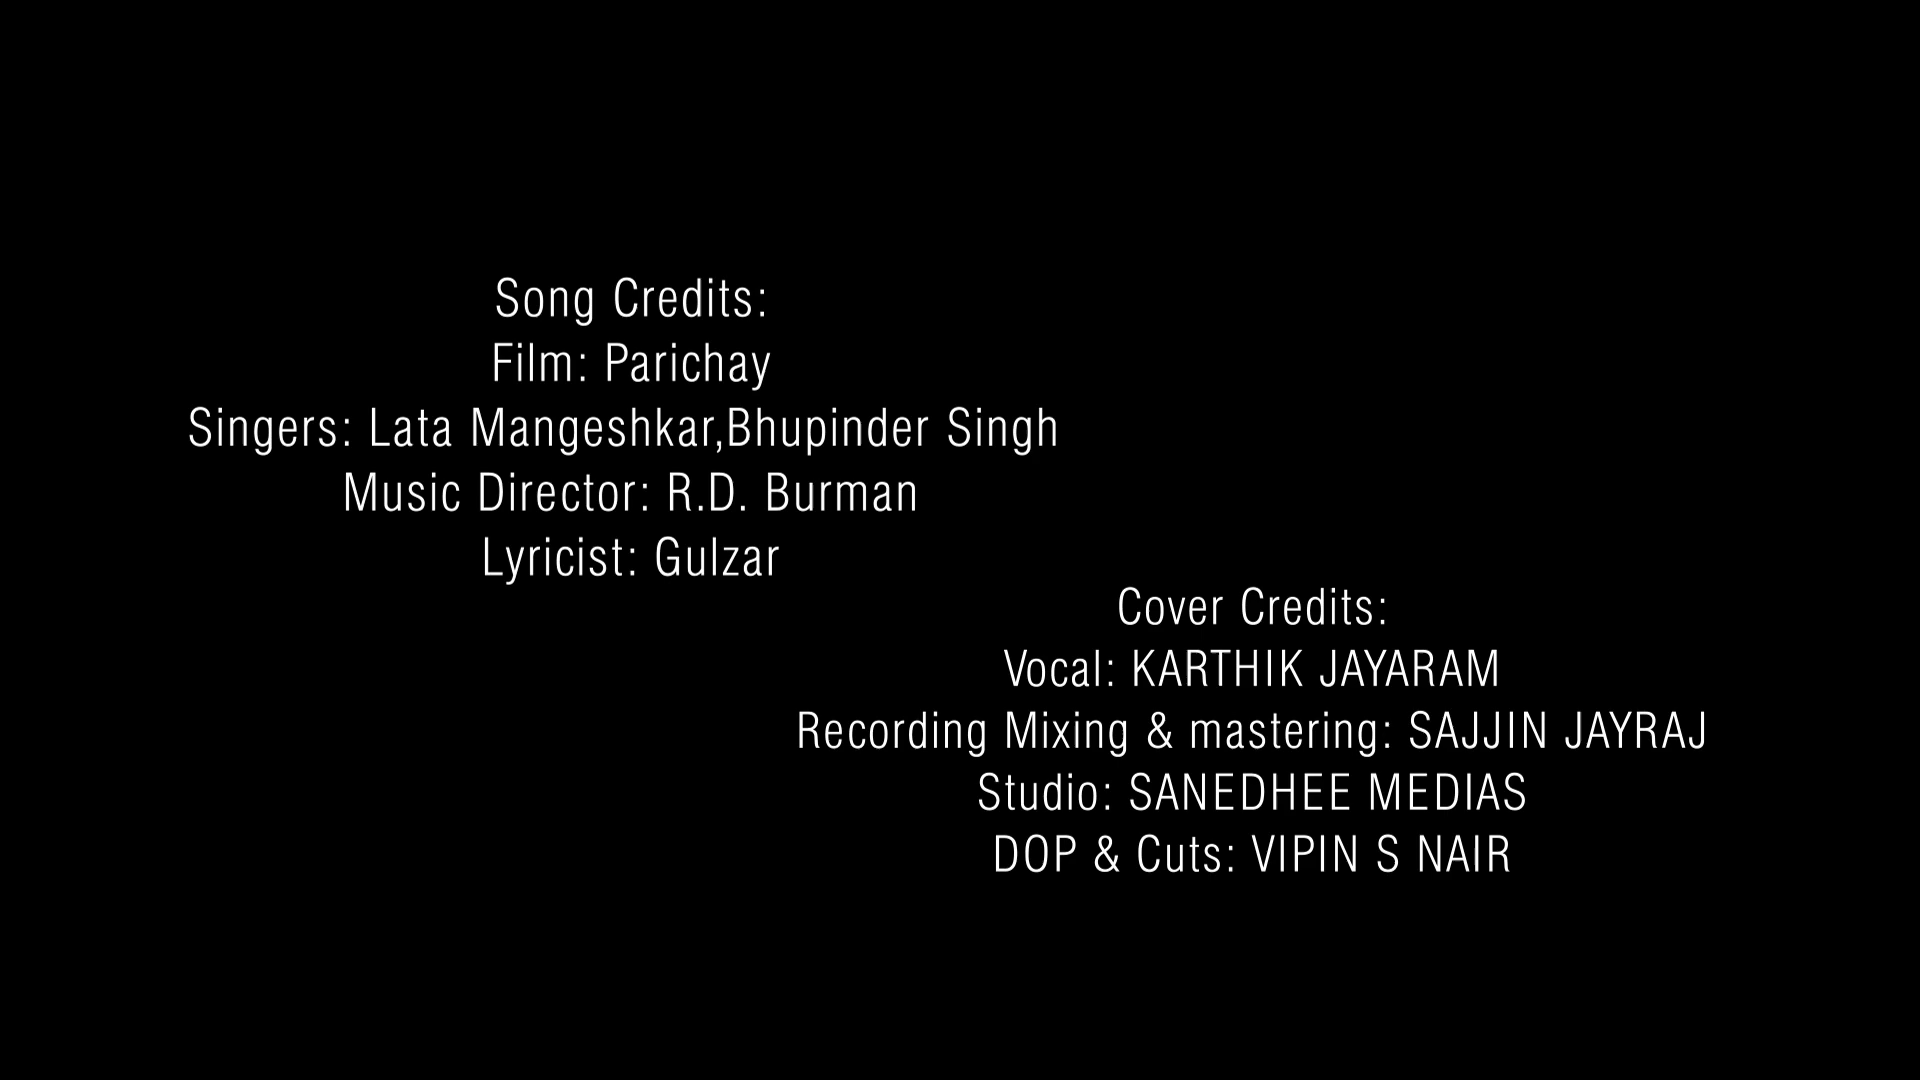 Song Credits:
Film: Parichay
Singers: Lata Mangeshkar,Bhupinder Singh
Music Director: R.D. Burman
Lyricist: Gulzar
Cover Credits:
Vocal: KARTHIK JAYARAM
Recording Mixing & mastering: SAJJIN JAYRAJ
Studio: SANEDHEE MEDIAS
DOP & Cuts: VIPIN S NAIR